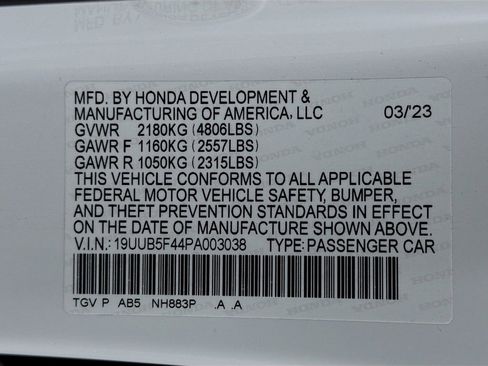 MFD. BY HONDA DEVELOPMENT &
MANUFACTURING OF AMERICA, LLC 03/'23
GVWR 2180KG (4806LBS)
GAWR F 1160KG (2557LBS)
GAWR R 1050KG (2315LBS)
THIS VEHICLE CONFORMS TO ALL APPLICABLE
FEDERAL MOTOR VEHICLE SAFETY, BUMPER,
AND THEFT PREVENTION STANDARDS IN EFFECT
ON THE DATE OF MANUFACTURE SHOWN ABOVE.
V.I.N: 19UUB5F44PA003038 TYPE: PASSENGER CAR
TGV P AB5 NH883P .A .A